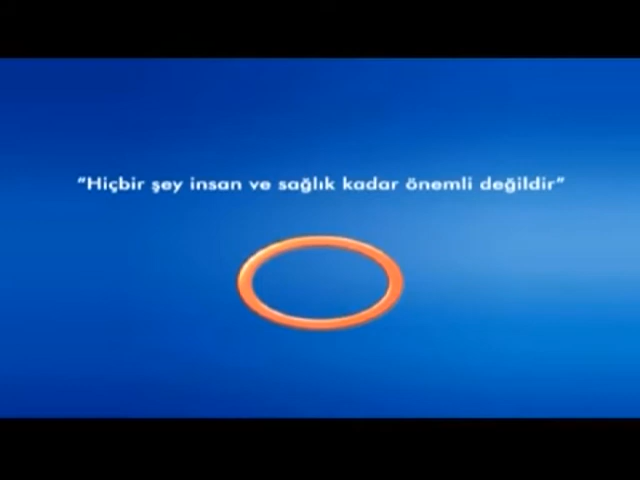 “Hiçbir şey insan ve sağlık kadar önemli değildir”